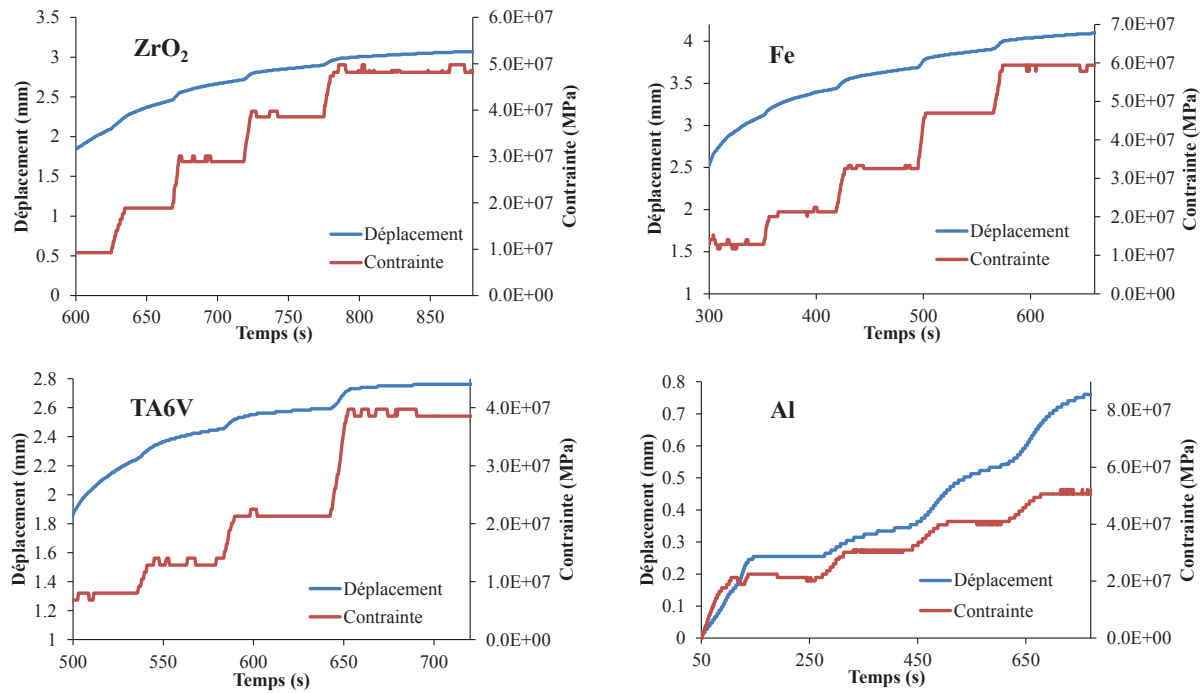 ZrO2
Déplacement (mm)
3.5
3
2.5
2
1.5
1
0.5
0
600 650 700 750 800 850
Temps (s)
6.0E+07
5.0E+07
4.0E+07
3.0E+07
2.0E+07
1.0E+07
0.0E+00
Contrainte (MPa)
Déplacement
Contrainte
Fe
Déplacement (mm)
4
3.5
3
2.5
2
1.5
1
300 400 500 600
Temps (s)
7.0E+07
6.0E+07
5.0E+07
4.0E+07
3.0E+07
2.0E+07
1.0E+07
0.0E+00
Contrainte (MPa)
Déplacement
Contrainte
TA6V
Déplacement (mm)
2.8
2.6
2.4
2.2
2
1.8
1.6
1.4
1.2
1
500 550 600 650 700
Temps (s)
4.0E+07
3.0E+07
2.0E+07
1.0E+07
0.0E+00
Contrainte (MPa)
Déplacement
Contrainte
Al
Déplacement (mm)
0.8
0.7
0.6
0.5
0.4
0.3
0.2
0.1
0
50 250 450 650
Temps (s)
8.0E+07
6.0E+07
4.0E+07
2.0E+07
0.0E+00
Contrainte (MPa)
Déplacement
Contrainte